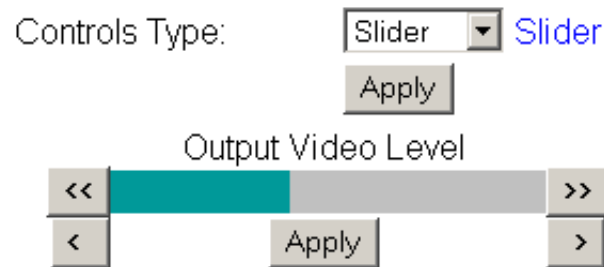 Controls Type: Slider Slider
Apply
Output Video Level
<< >>
< Apply >